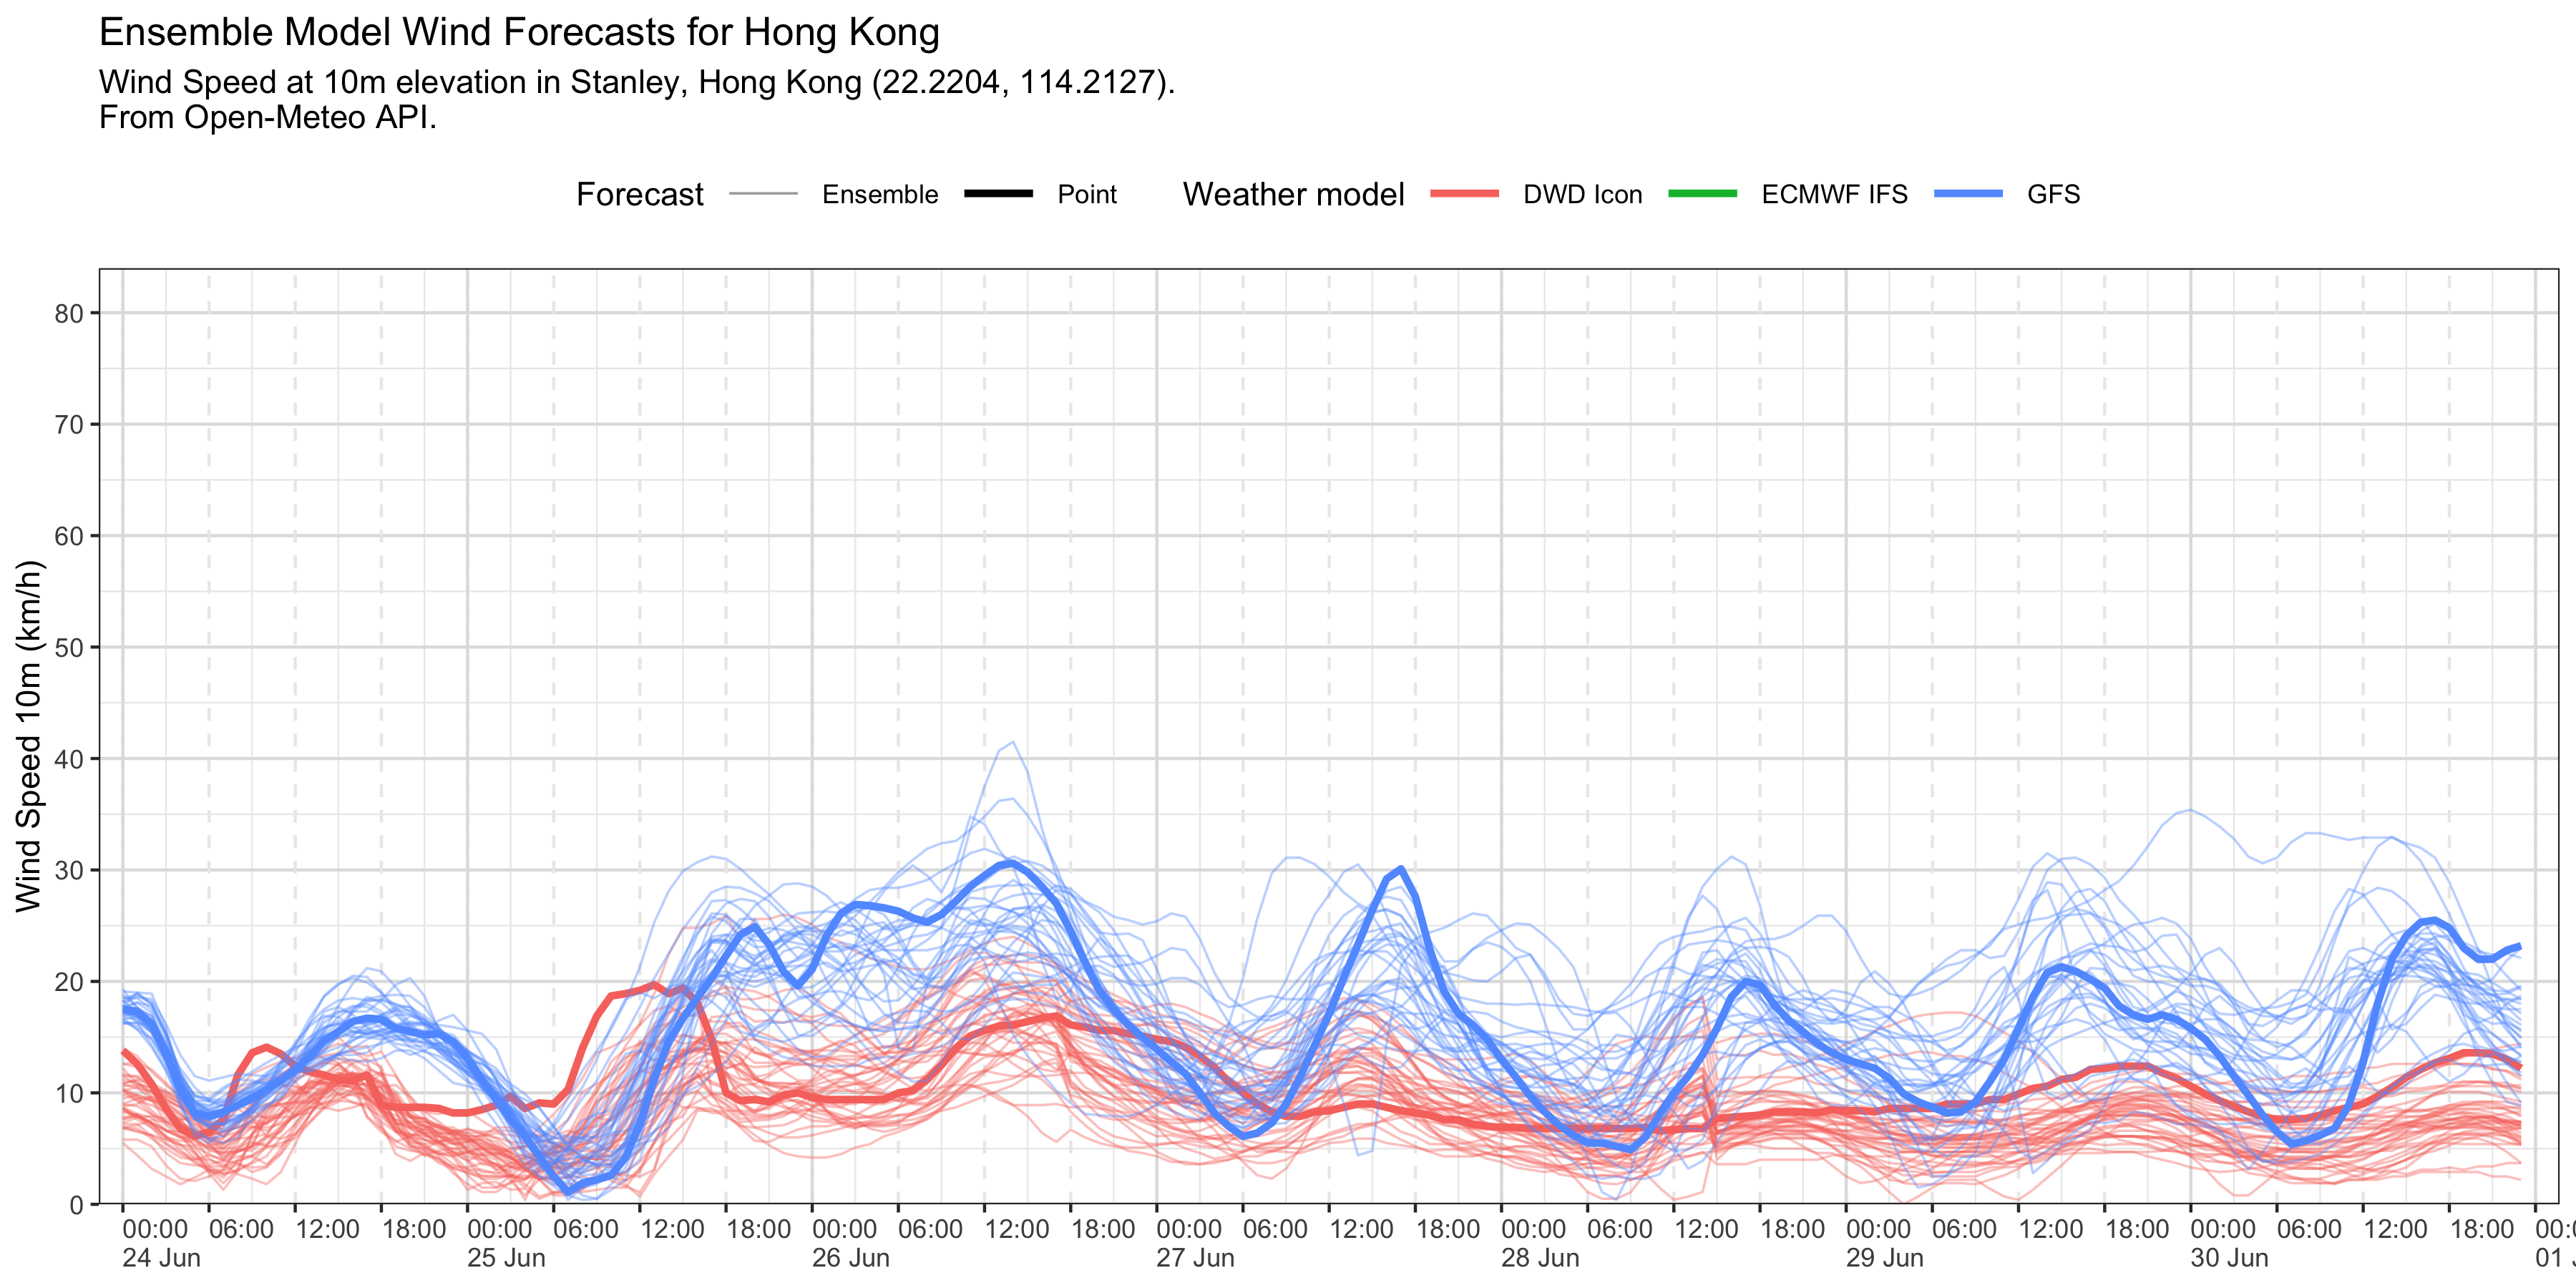 Ensemble Model Wind Forecasts for Hong Kong
Wind Speed at 10m elevation in Stanley, Hong Kong (22.2204, 114.2127).
From Open-Meteo API.
Forecast Ensemble Point Weather model DWD Icon ECMWF IFS GFS
Wind Speed 10m (km/h)
80
70
60
50
40
30
20
10
0
00:00 06:00 12:00 18:00 00:00 06:00 12:00 18:00 00:00 06:00 12:00 18:00 00:00 06:00 12:00 18:00 00:00 06:00 12:00 18:00 00:00 06:00 12:00 18:00 00:00 06:00 12:00 18:00
24 Jun 25 Jun 26 Jun 27 Jun 28 Jun 29 Jun 30 Jun 01